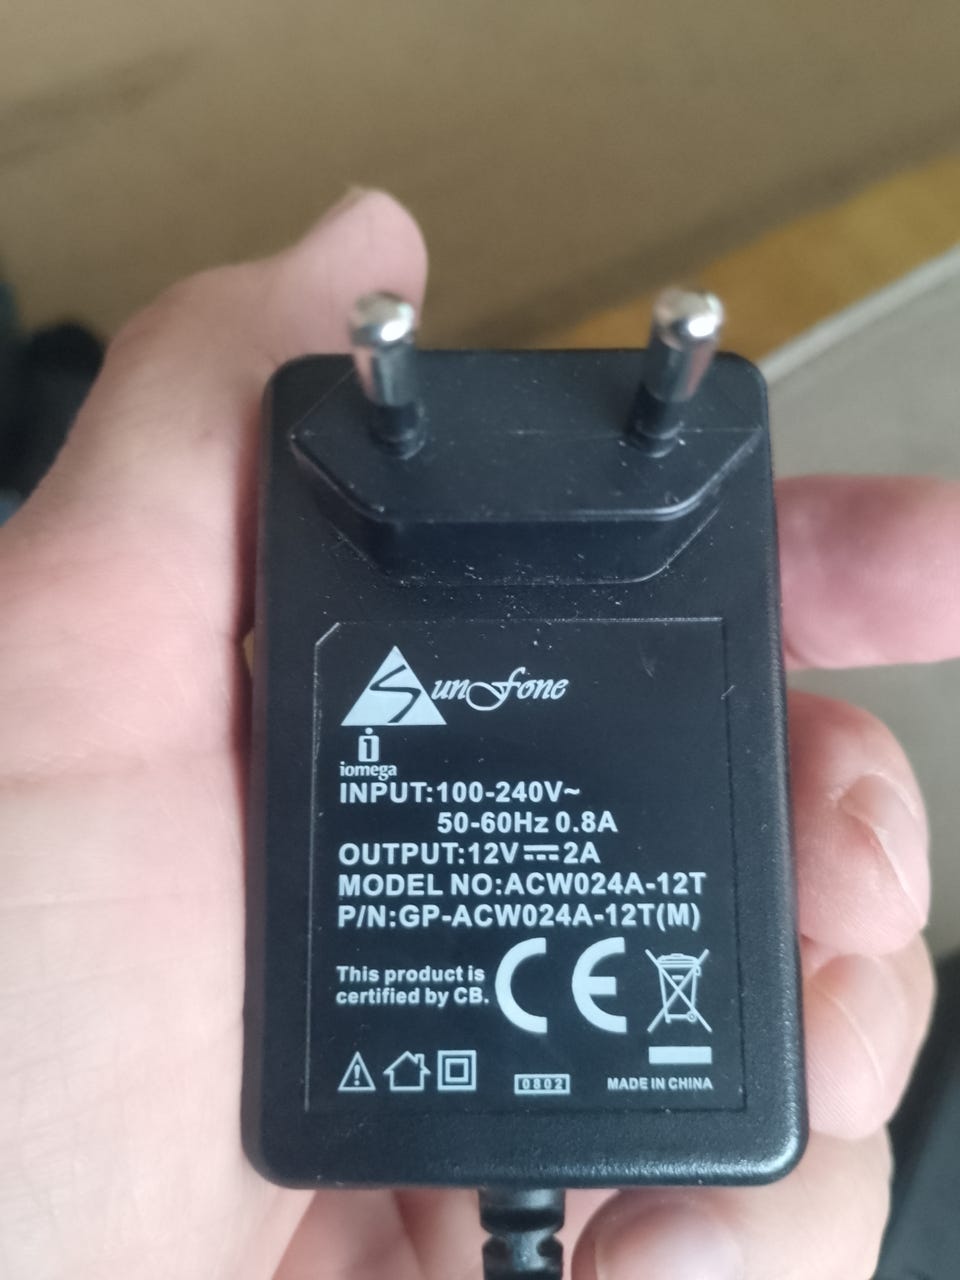 SunFone
i
iomega
INPUT:100-240V~
50-60Hz 0.8A
OUTPUT:12V⎓2A
MODEL NO:ACW024A-12T
P/N:GP-ACW024A-12T(M)
This product is
certified by CB.
CE
0802
MADE IN CHINA